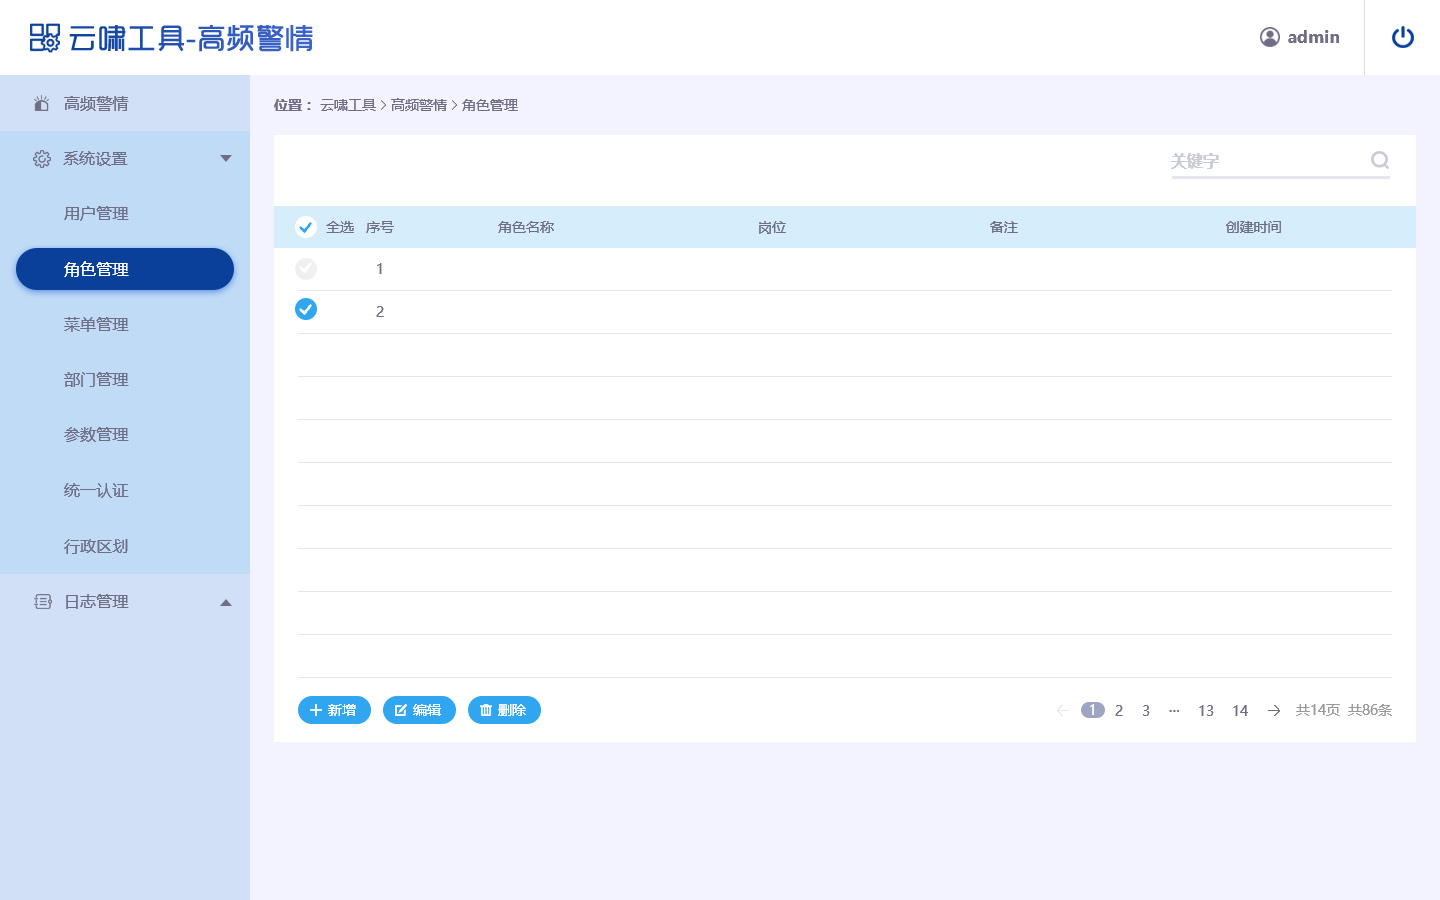 云啸工具-高频警情
admin
高频警情
系统设置
用户管理
角色管理
菜单管理
部门管理
参数管理
统一认证
行政区划
日志管理
位置： 云啸工具 > 高频警情 > 角色管理
关键字
全选 序号 角色名称 岗位 备注 创建时间
1
2
新增 编辑 删除
← 1 2 3 ··· 13 14 → 共14页 共86条